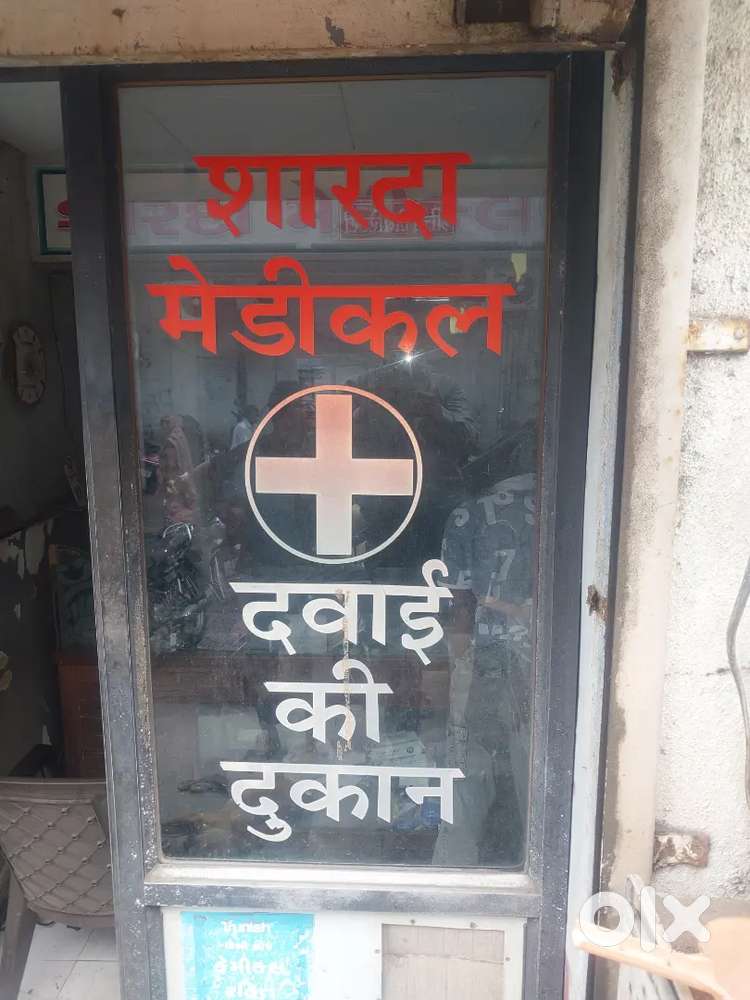 शारदा
मेडीकल
दवाई
की
दुकान
olx